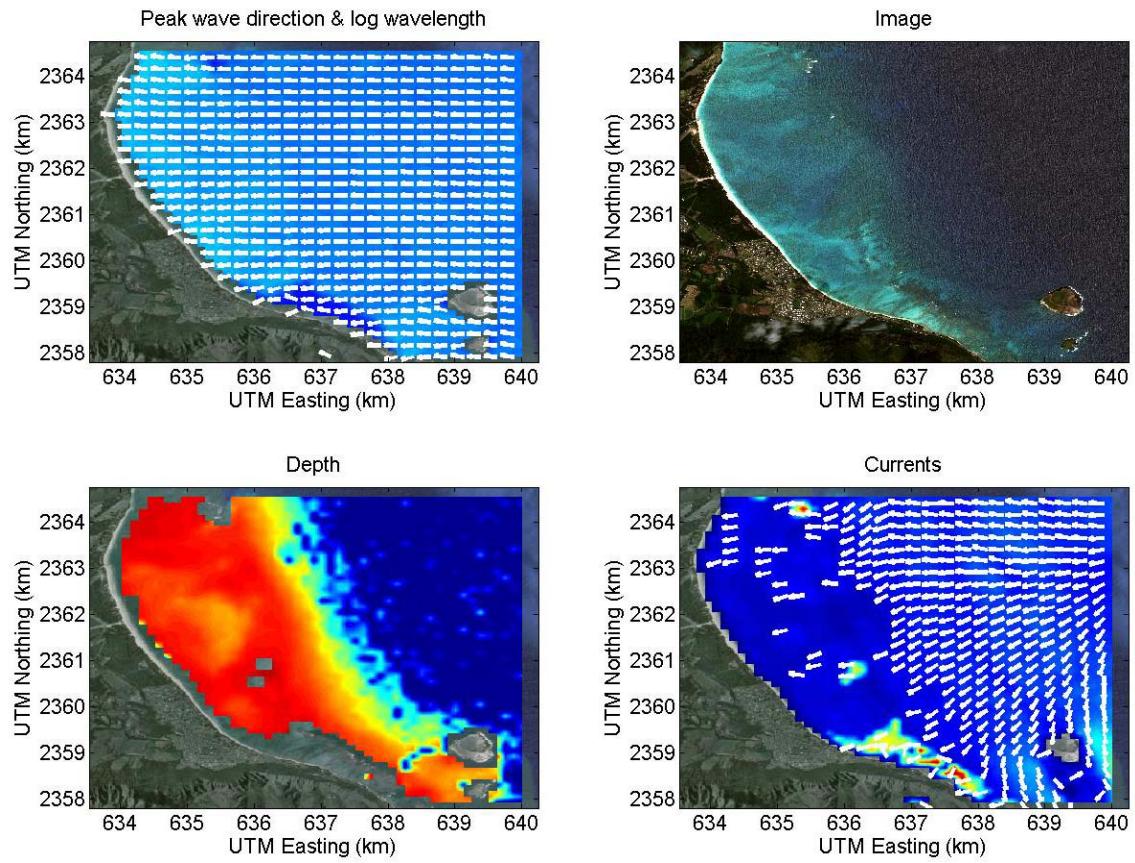 Peak wave direction & log wavelength
2364
2363
2362
2361
2360
2359
2358
UTM Northing (km)
634 635 636 637 638 639 640
UTM Easting (km)
Image
2364
2363
2362
2361
2360
2359
2358
UTM Northing (km)
634 635 636 637 638 639 640
UTM Easting (km)
Depth
2364
2363
2362
2361
2360
2359
2358
UTM Northing (km)
634 635 636 637 638 639 640
UTM Easting (km)
Currents
2364
2363
2362
2361
2360
2359
2358
UTM Northing (km)
634 635 636 637 638 639 640
UTM Easting (km)